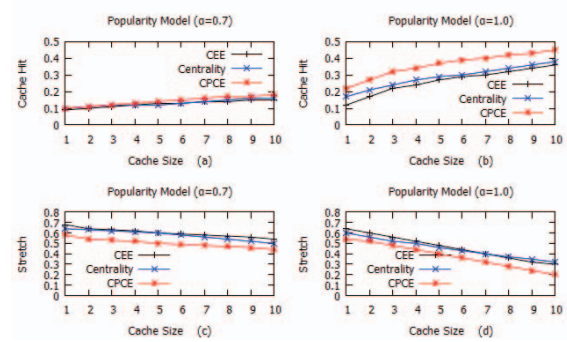 Popularity Model (α=0.7)
0.5
0.4
0.3
0.2
0.1
0
Cache Hit
CEE
Centrality
CPCE
1 2 3 4 5 6 7 8 9 10
Cache Size (a)
Popularity Model (α=1.0)
0.5
0.4
0.3
0.2
0.1
0
Cache Hit
CEE
Centrality
CPCE
1 2 3 4 5 6 7 8 9 10
Cache Size (b)
Popularity Model (α=0.7)
0.8
0.7
0.6
0.5
0.4
0.3
0.2
0.1
0
Stretch
CEE
Centrality
CPCE
1 2 3 4 5 6 7 8 9 10
Cache Size (c)
Popularity Model (α=1.0)
0.8
0.7
0.6
0.5
0.4
0.3
0.2
0.1
0
Stretch
CEE
Centrality
CPCE
1 2 3 4 5 6 7 8 9 10
Cache Size (d)